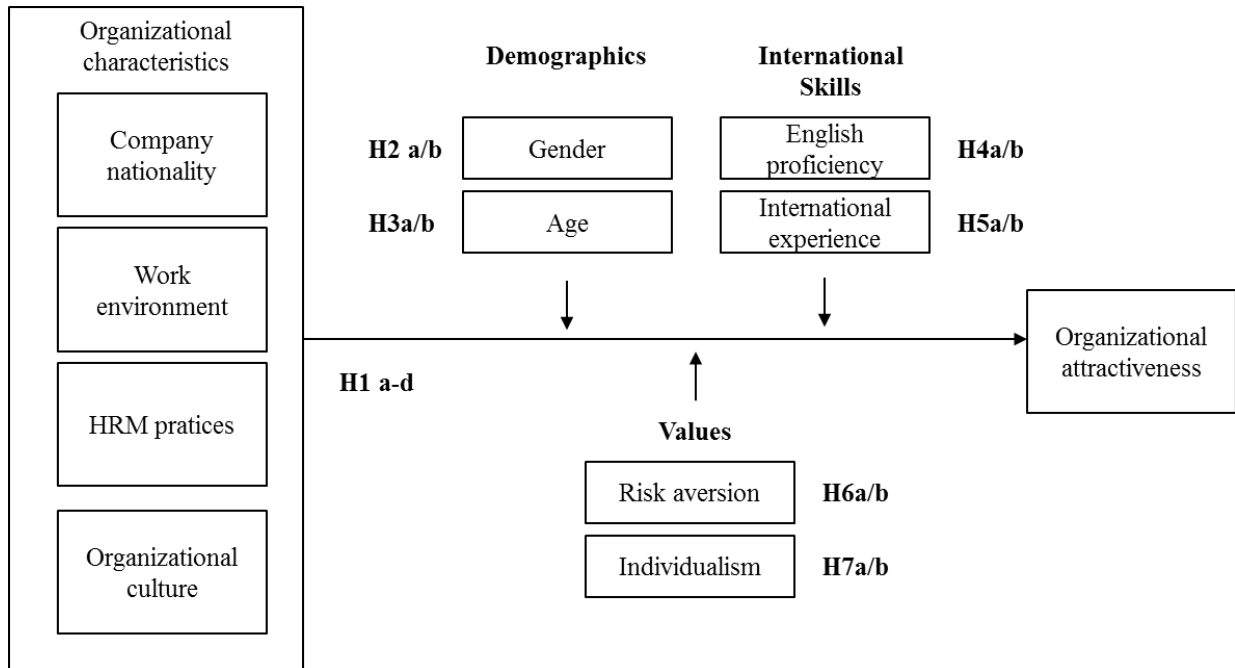 Organizational
characteristics
Company
nationality
Work
environment
HRM pratices
Organizational
culture
H1 a-d
Demographics
H2 a/b
Gender
H3a/b
Age
International
Skills
English
proficiency
H4a/b
International
experience
H5a/b
Values
Risk aversion
H6a/b
Individualism
H7a/b
Organizational
attractiveness